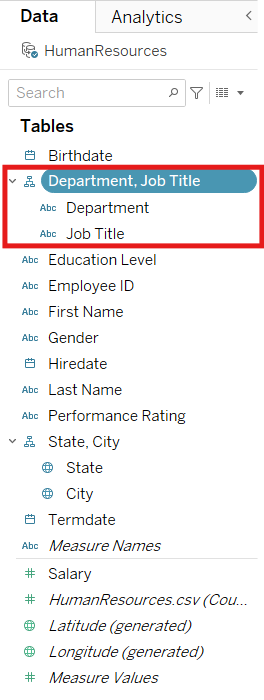 Data Analytics
HumanResources
Search
Tables
Birthdate
Department, Job Title
Abc Department
Abc Job Title
Abc Education Level
Abc Employee ID
Abc First Name
Abc Gender
Hiredate
Abc Last Name
Abc Performance Rating
State, City
State
City
Termdate
Abc Measure Names
# Salary
# HumanResources.csv (Cou...
Latitude (generated)
Longitude (generated)
# Measure Values